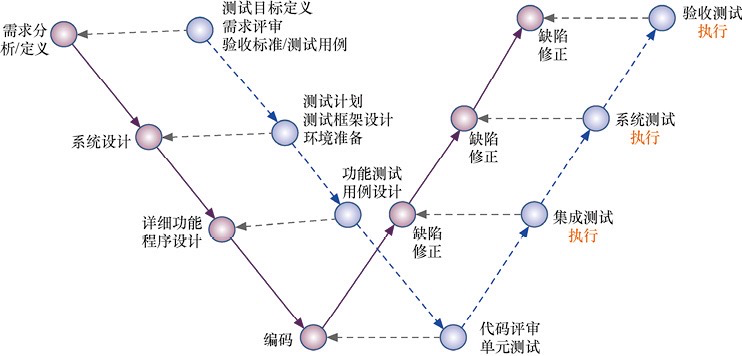 需求分
析/定义
测试目标定义
需求评审
验收标准/测试用例
缺陷
修正
验收测试
执行
系统设计
测试计划
测试框架设计
环境准备
缺陷
修正
系统测试
执行
详细功能
程序设计
功能测试
用例设计
缺陷
修正
集成测试
执行
编码
代码评审
单元测试